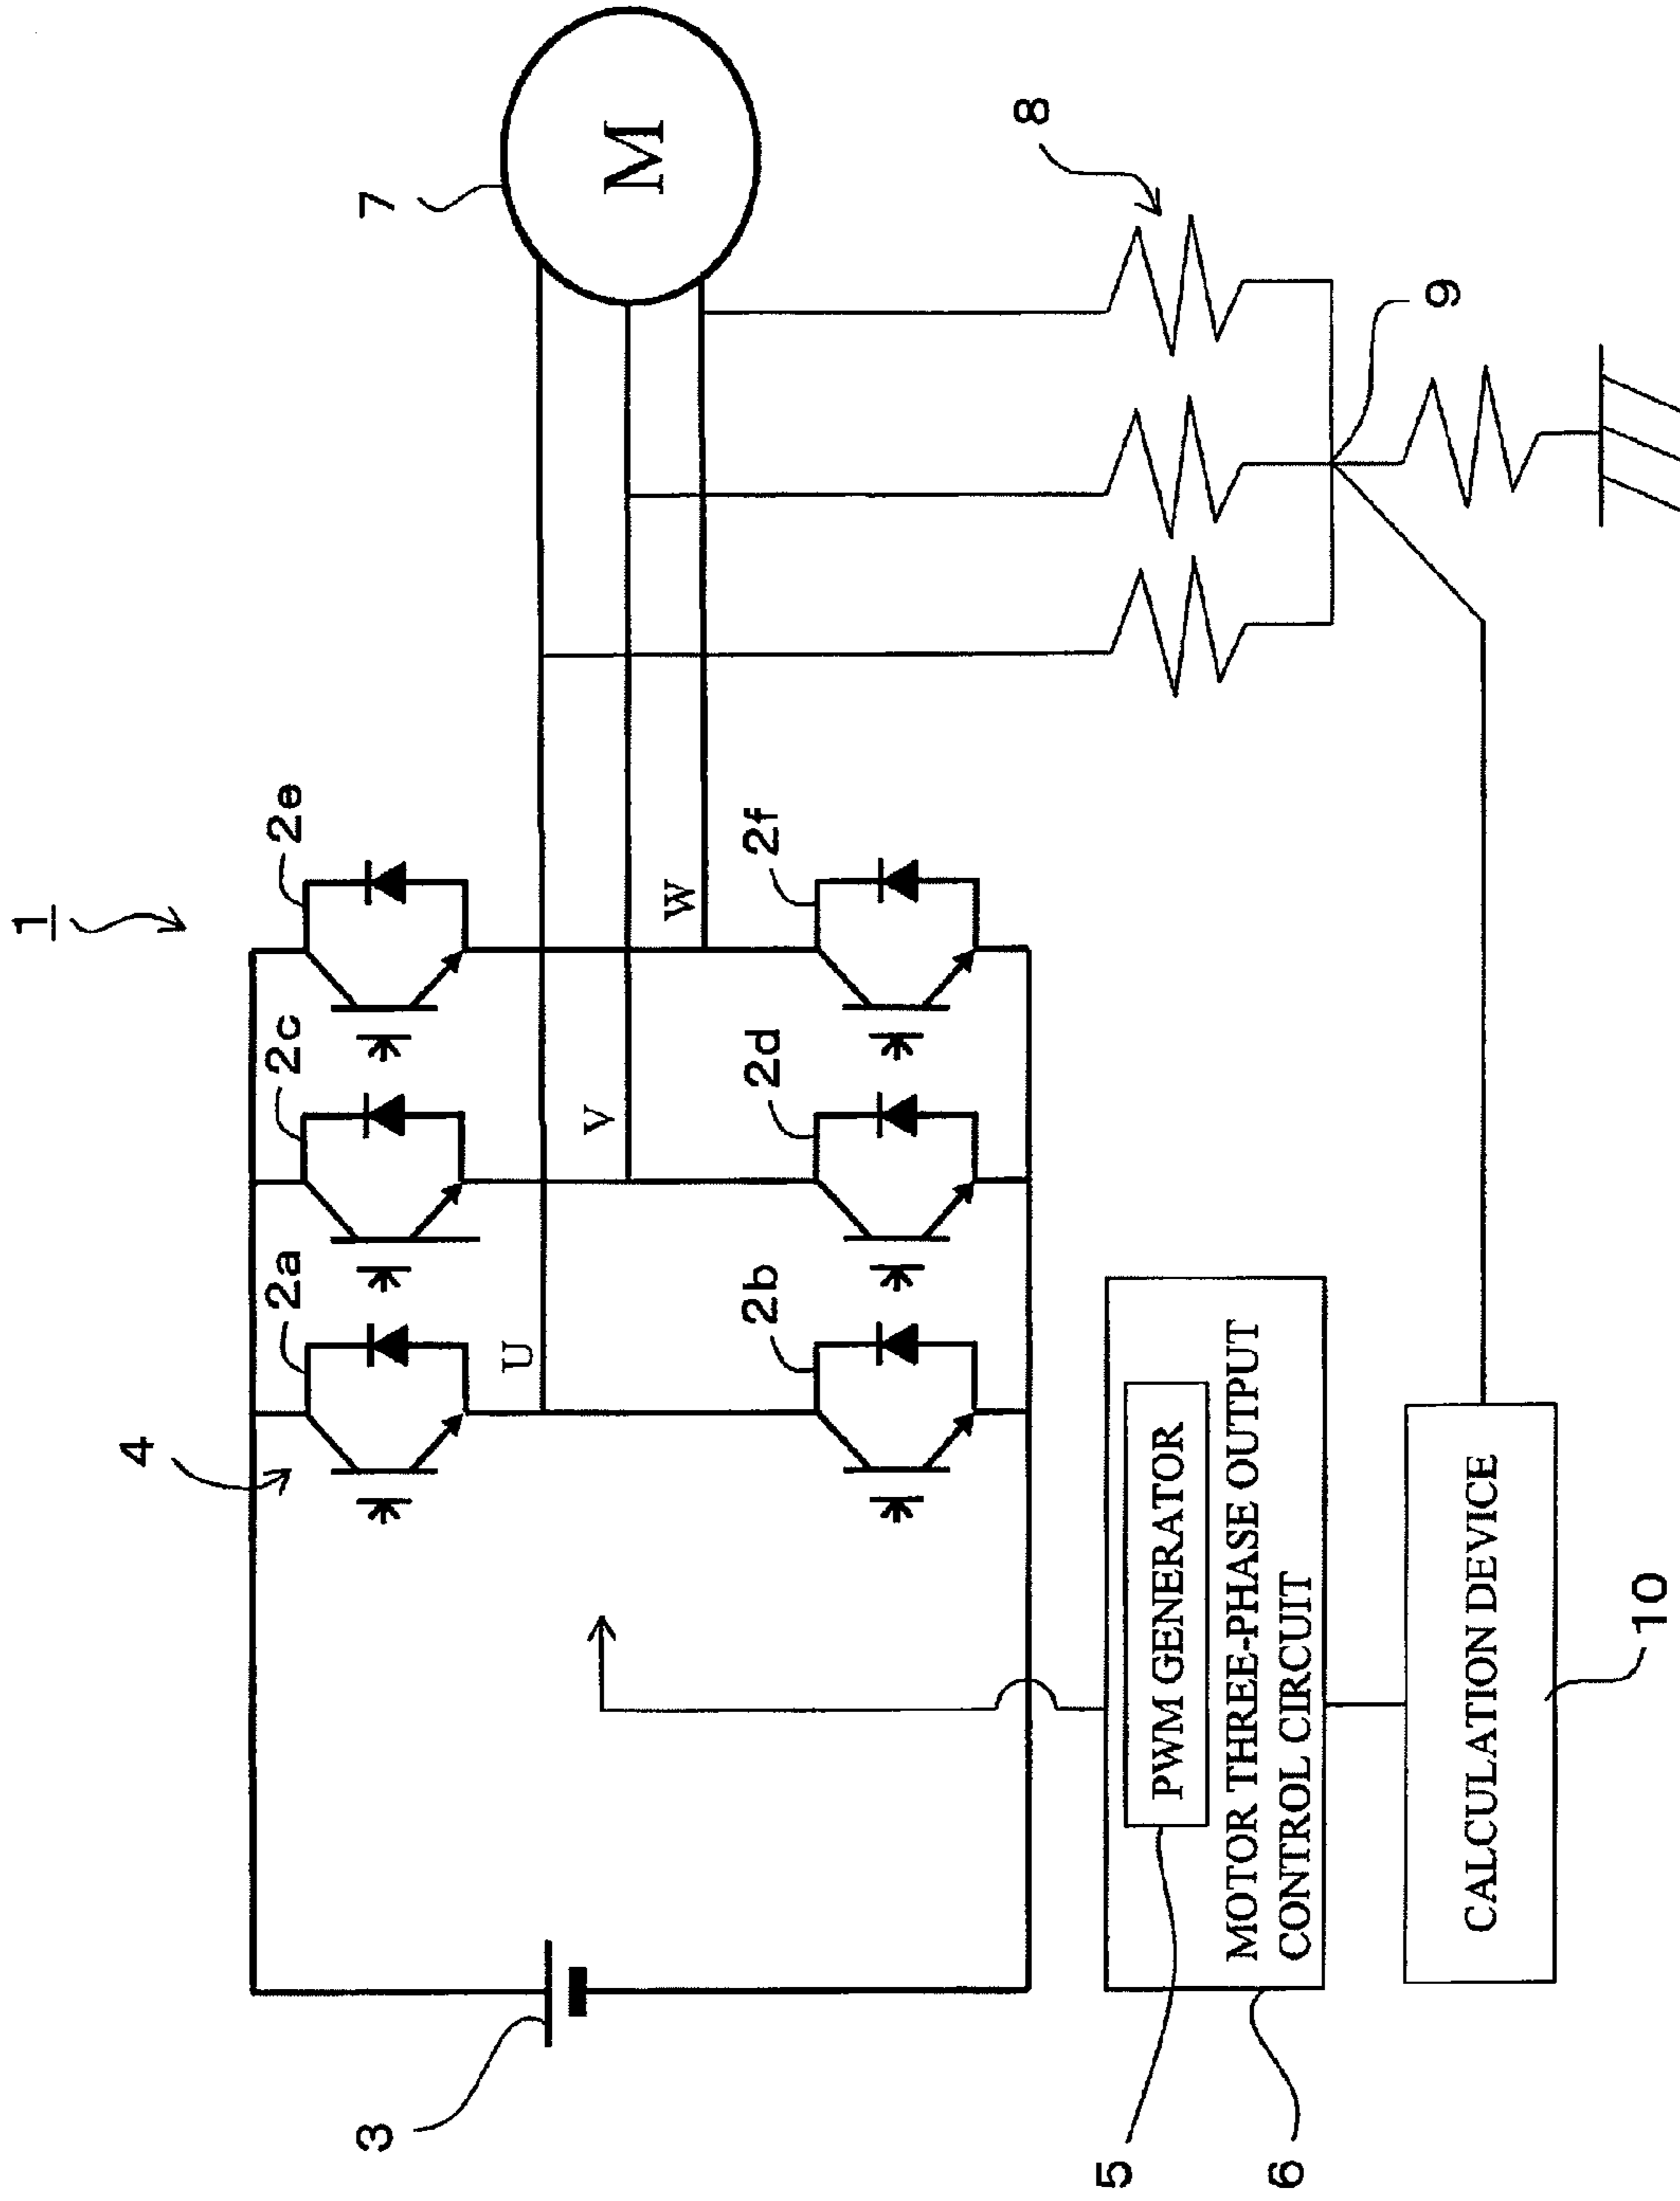 1
4
2a
2c
2e
U
V
W
2b
2d
2f
3
7
M
8
9
5
PWM GENERATOR
MOTOR THREE-PHASE OUTPUT
CONTROL CIRCUIT
6
CALCULATION DEVICE
10